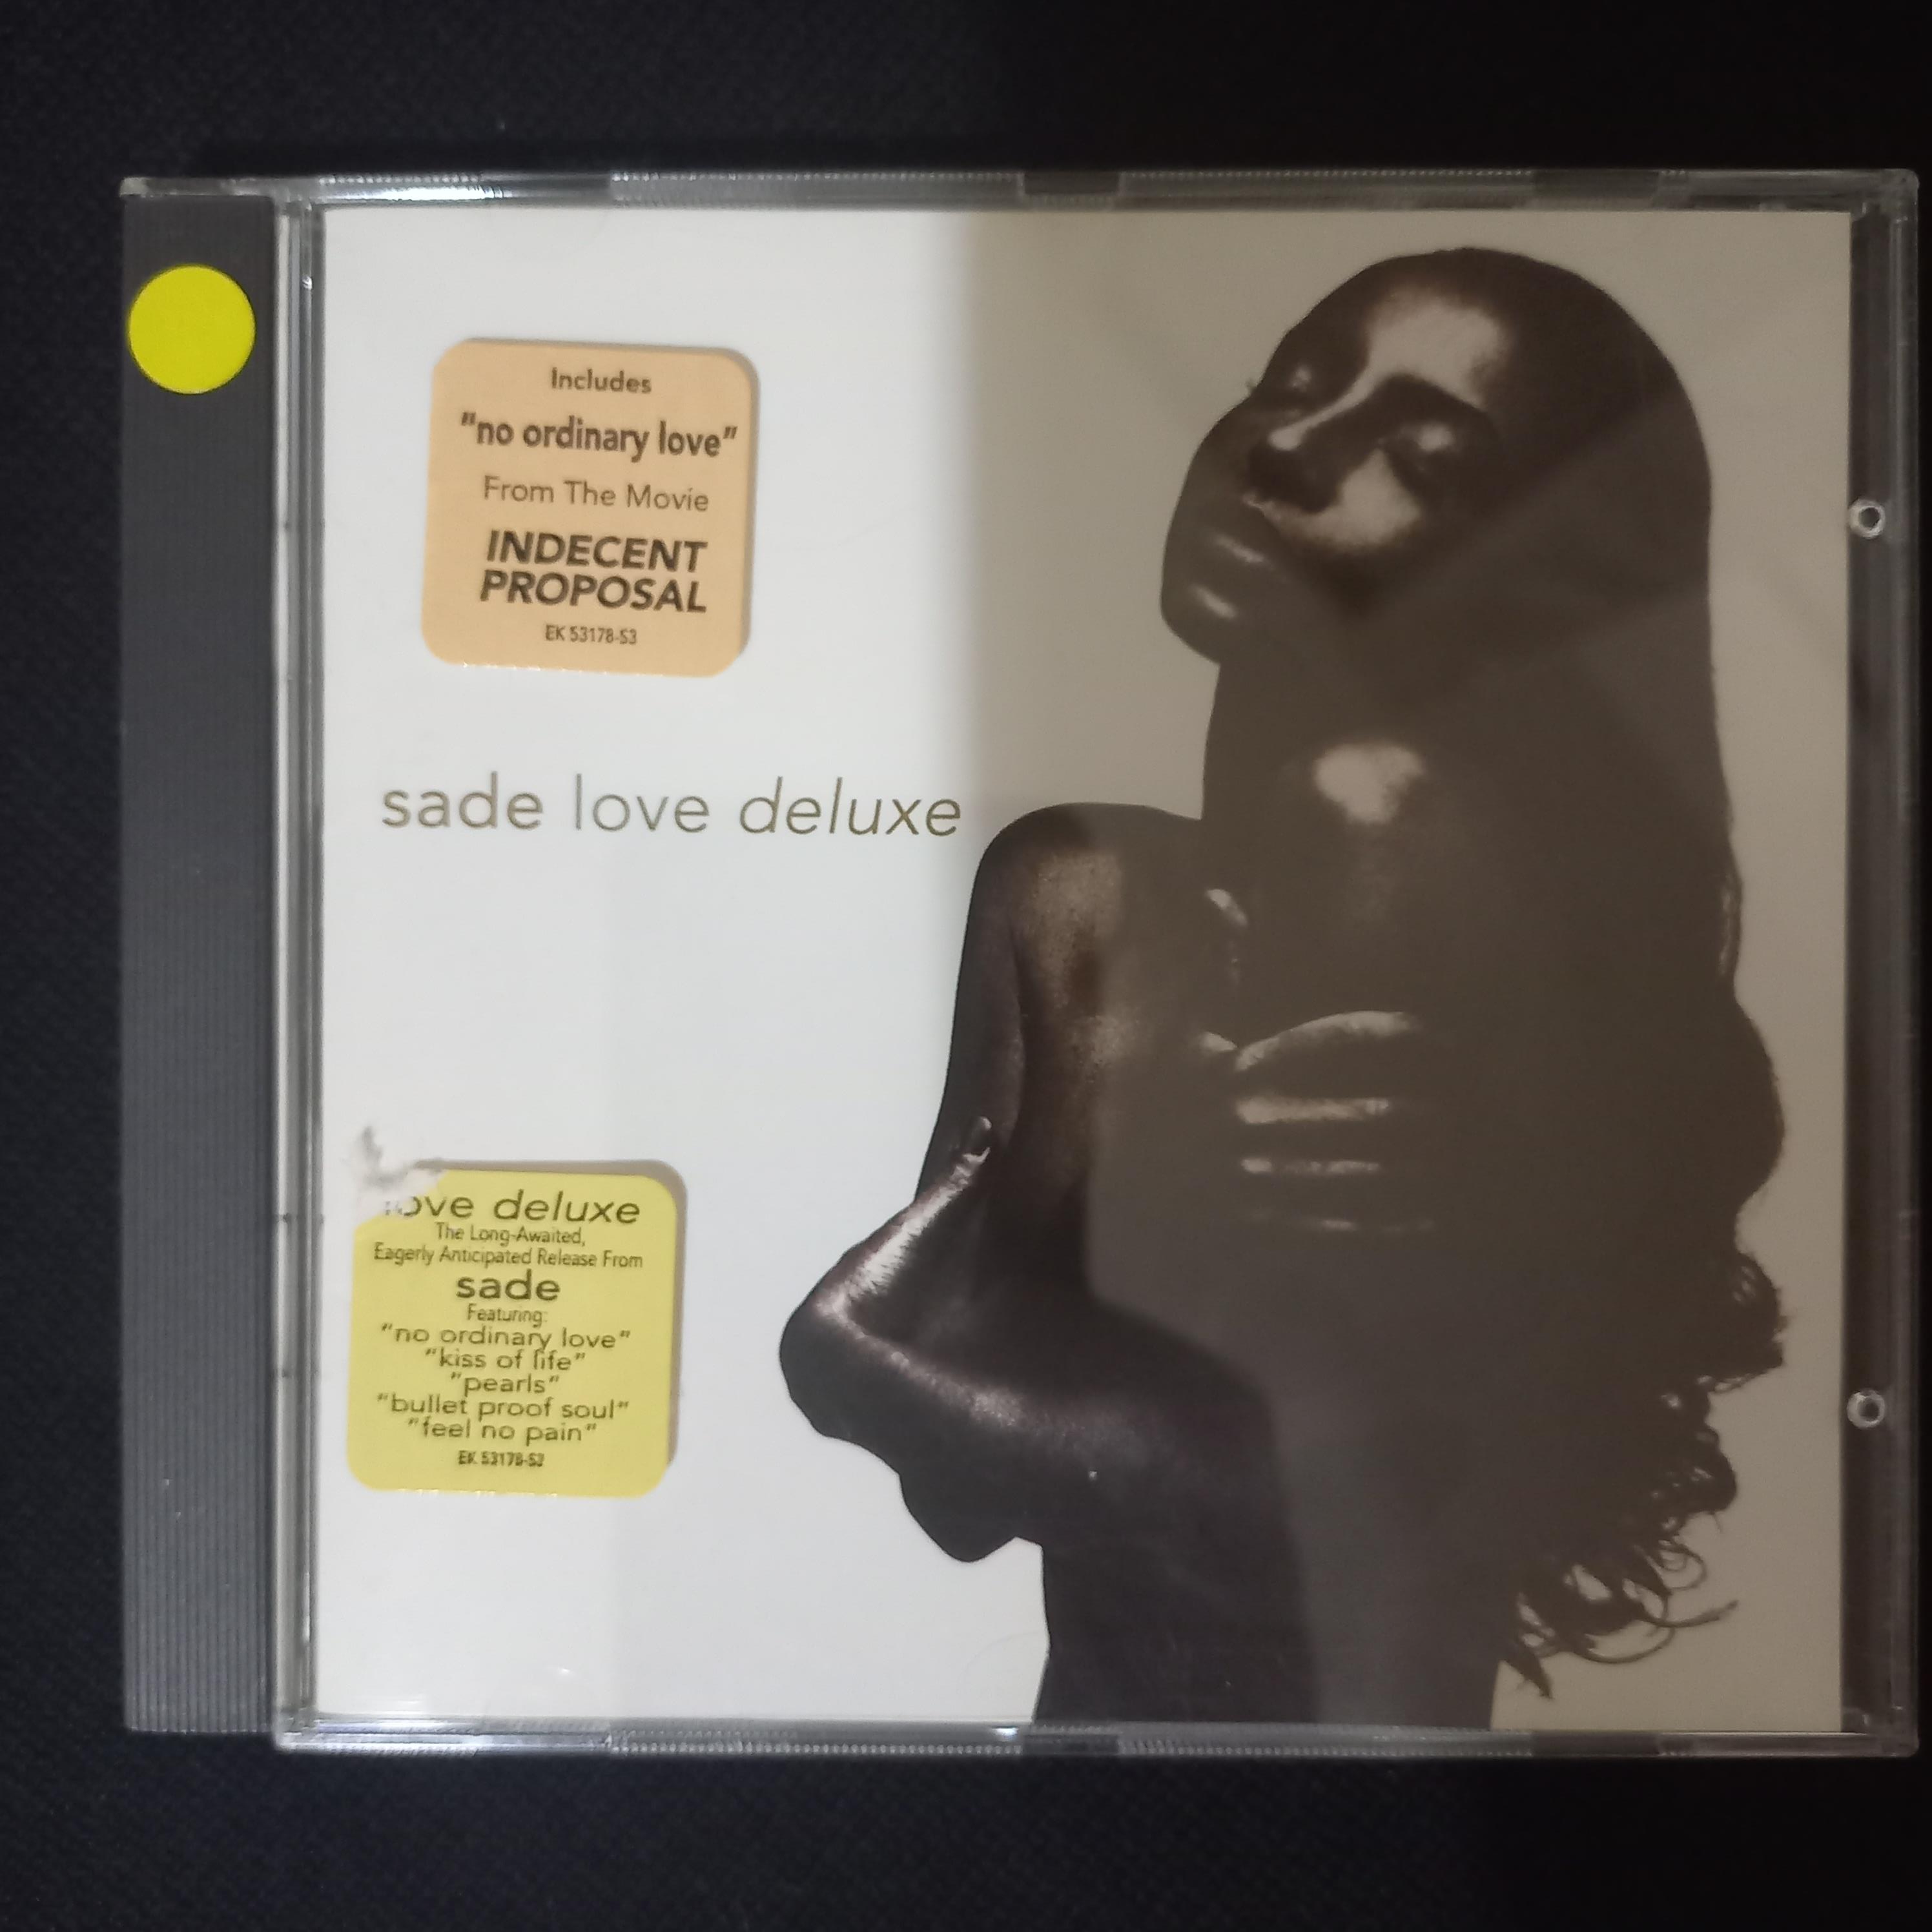 Includes
"no ordinary love"
From The Movie
INDECENT
PROPOSAL
EK 53178-S3
sade love deluxe
love deluxe
The Long-Awaited,
Eagerly Anticipated Release From
sade
Featuring:
"no ordinary love"
"kiss of life"
"pearls"
"bullet proof soul"
"feel no pain"
EK 53178-S2